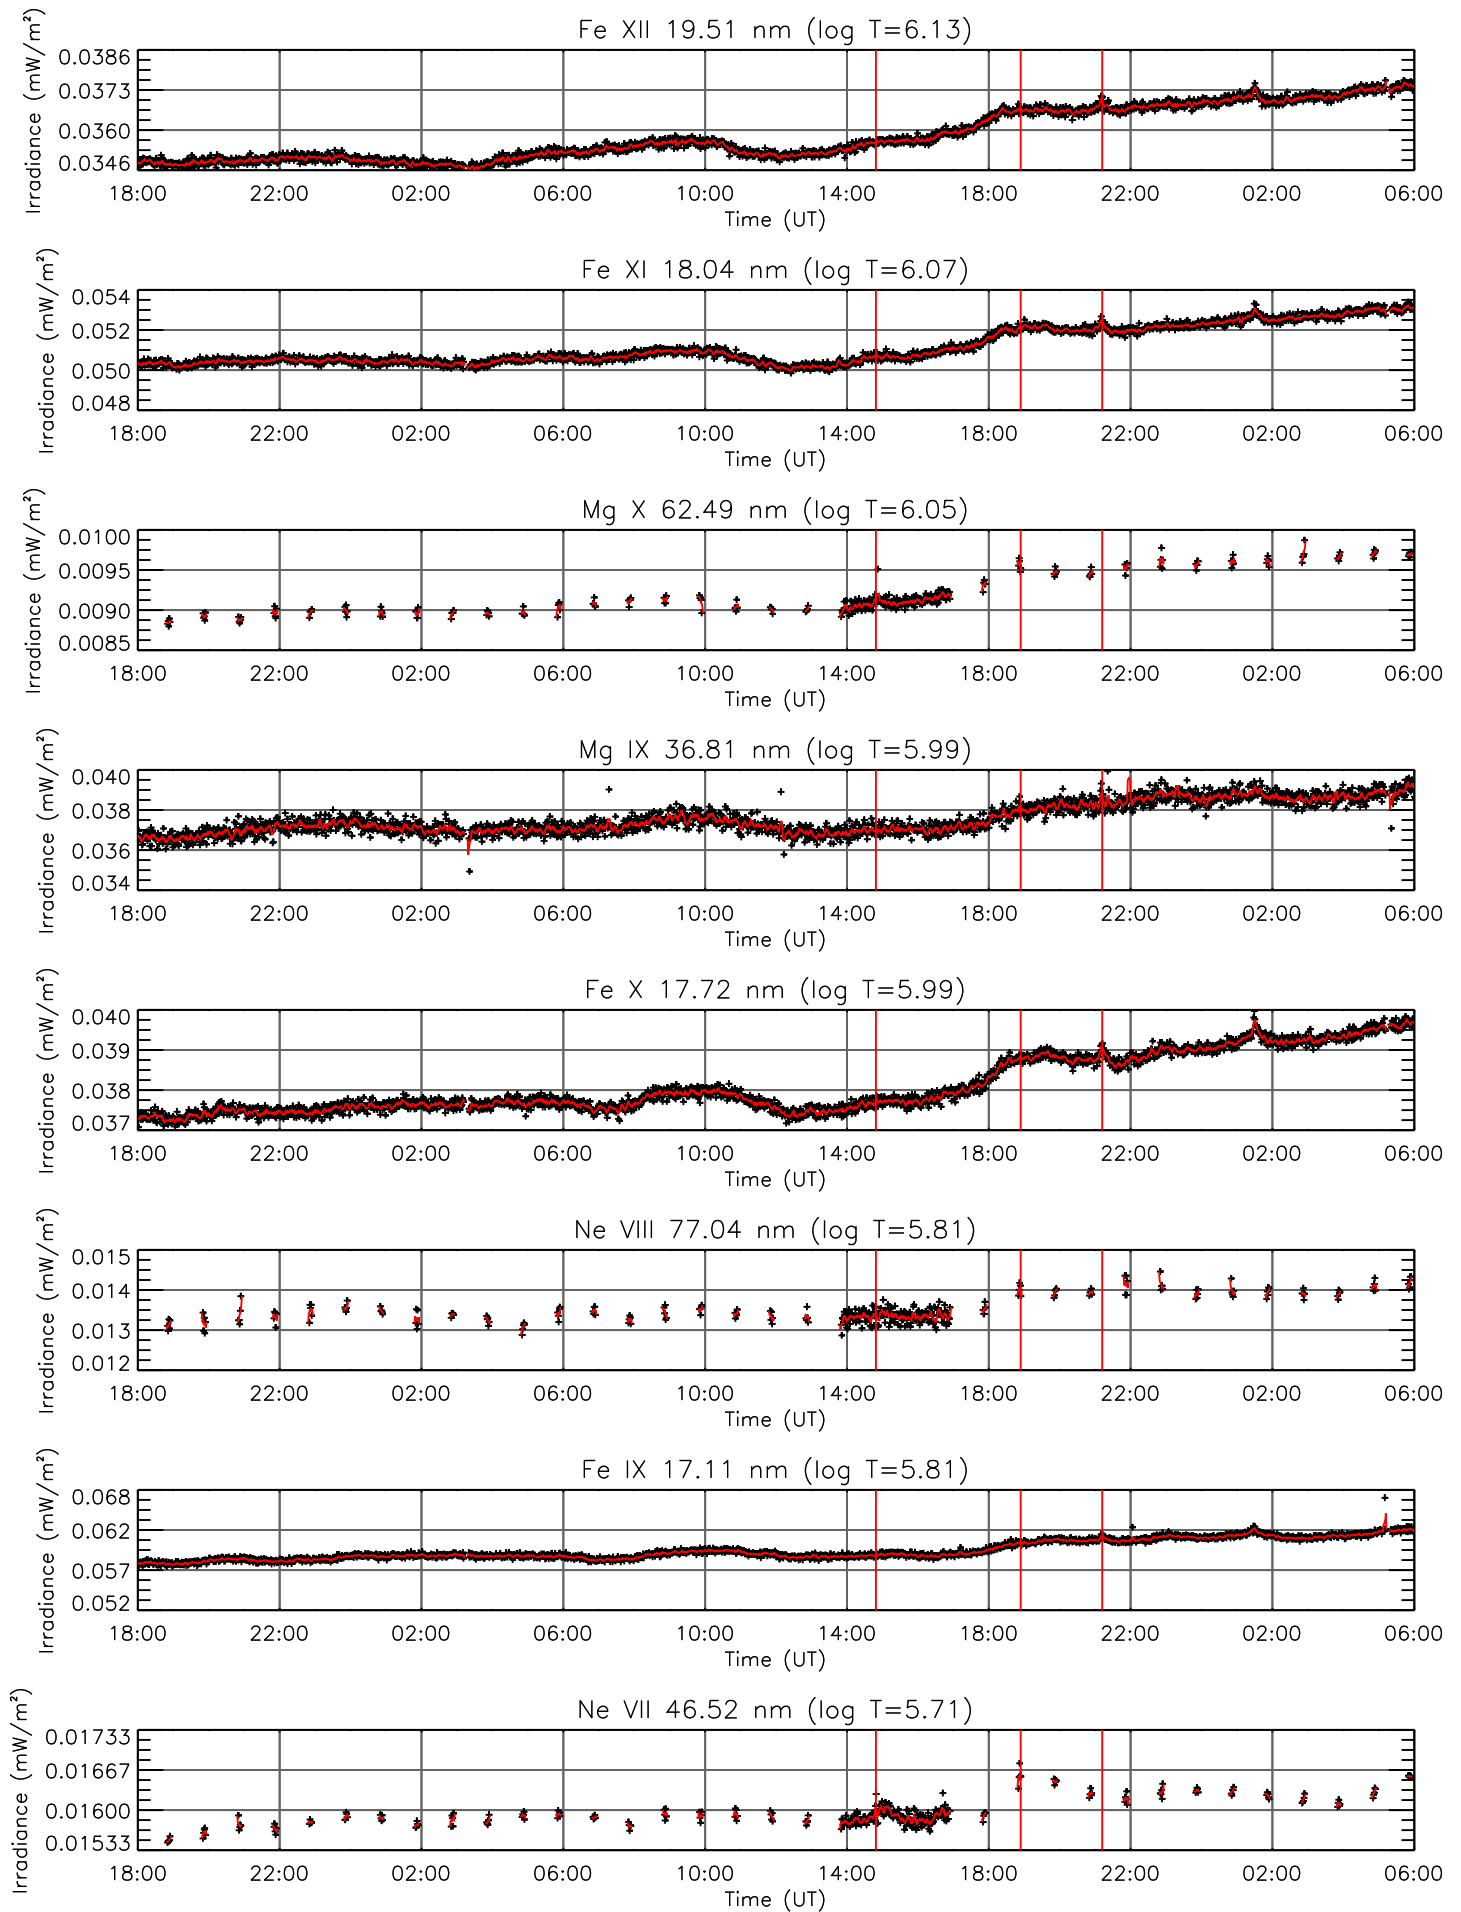 Fe XII 19.51 nm (log T=6.13)
Irradiance (mW/m²)
0.0386
0.0373
0.0360
0.0346
18:00 22:00 02:00 06:00 10:00 14:00 18:00 22:00 02:00 06:00
Time (UT)
Fe XI 18.04 nm (log T=6.07)
Irradiance (mW/m²)
0.054
0.052
0.050
0.048
18:00 22:00 02:00 06:00 10:00 14:00 18:00 22:00 02:00 06:00
Time (UT)
Mg X 62.49 nm (log T=6.05)
Irradiance (mW/m²)
0.0100
0.0095
0.0090
0.0085
18:00 22:00 02:00 06:00 10:00 14:00 18:00 22:00 02:00 06:00
Time (UT)
Mg IX 36.81 nm (log T=5.99)
Irradiance (mW/m²)
0.040
0.038
0.036
0.034
18:00 22:00 02:00 06:00 10:00 14:00 18:00 22:00 02:00 06:00
Time (UT)
Fe X 17.72 nm (log T=5.99)
Irradiance (mW/m²)
0.040
0.039
0.038
0.037
18:00 22:00 02:00 06:00 10:00 14:00 18:00 22:00 02:00 06:00
Time (UT)
Ne VIII 77.04 nm (log T=5.81)
Irradiance (mW/m²)
0.015
0.014
0.013
0.012
18:00 22:00 02:00 06:00 10:00 14:00 18:00 22:00 02:00 06:00
Time (UT)
Fe IX 17.11 nm (log T=5.81)
Irradiance (mW/m²)
0.068
0.062
0.057
0.052
18:00 22:00 02:00 06:00 10:00 14:00 18:00 22:00 02:00 06:00
Time (UT)
Ne VII 46.52 nm (log T=5.71)
Irradiance (mW/m²)
0.01733
0.01667
0.01600
0.01533
18:00 22:00 02:00 06:00 10:00 14:00 18:00 22:00 02:00 06:00
Time (UT)